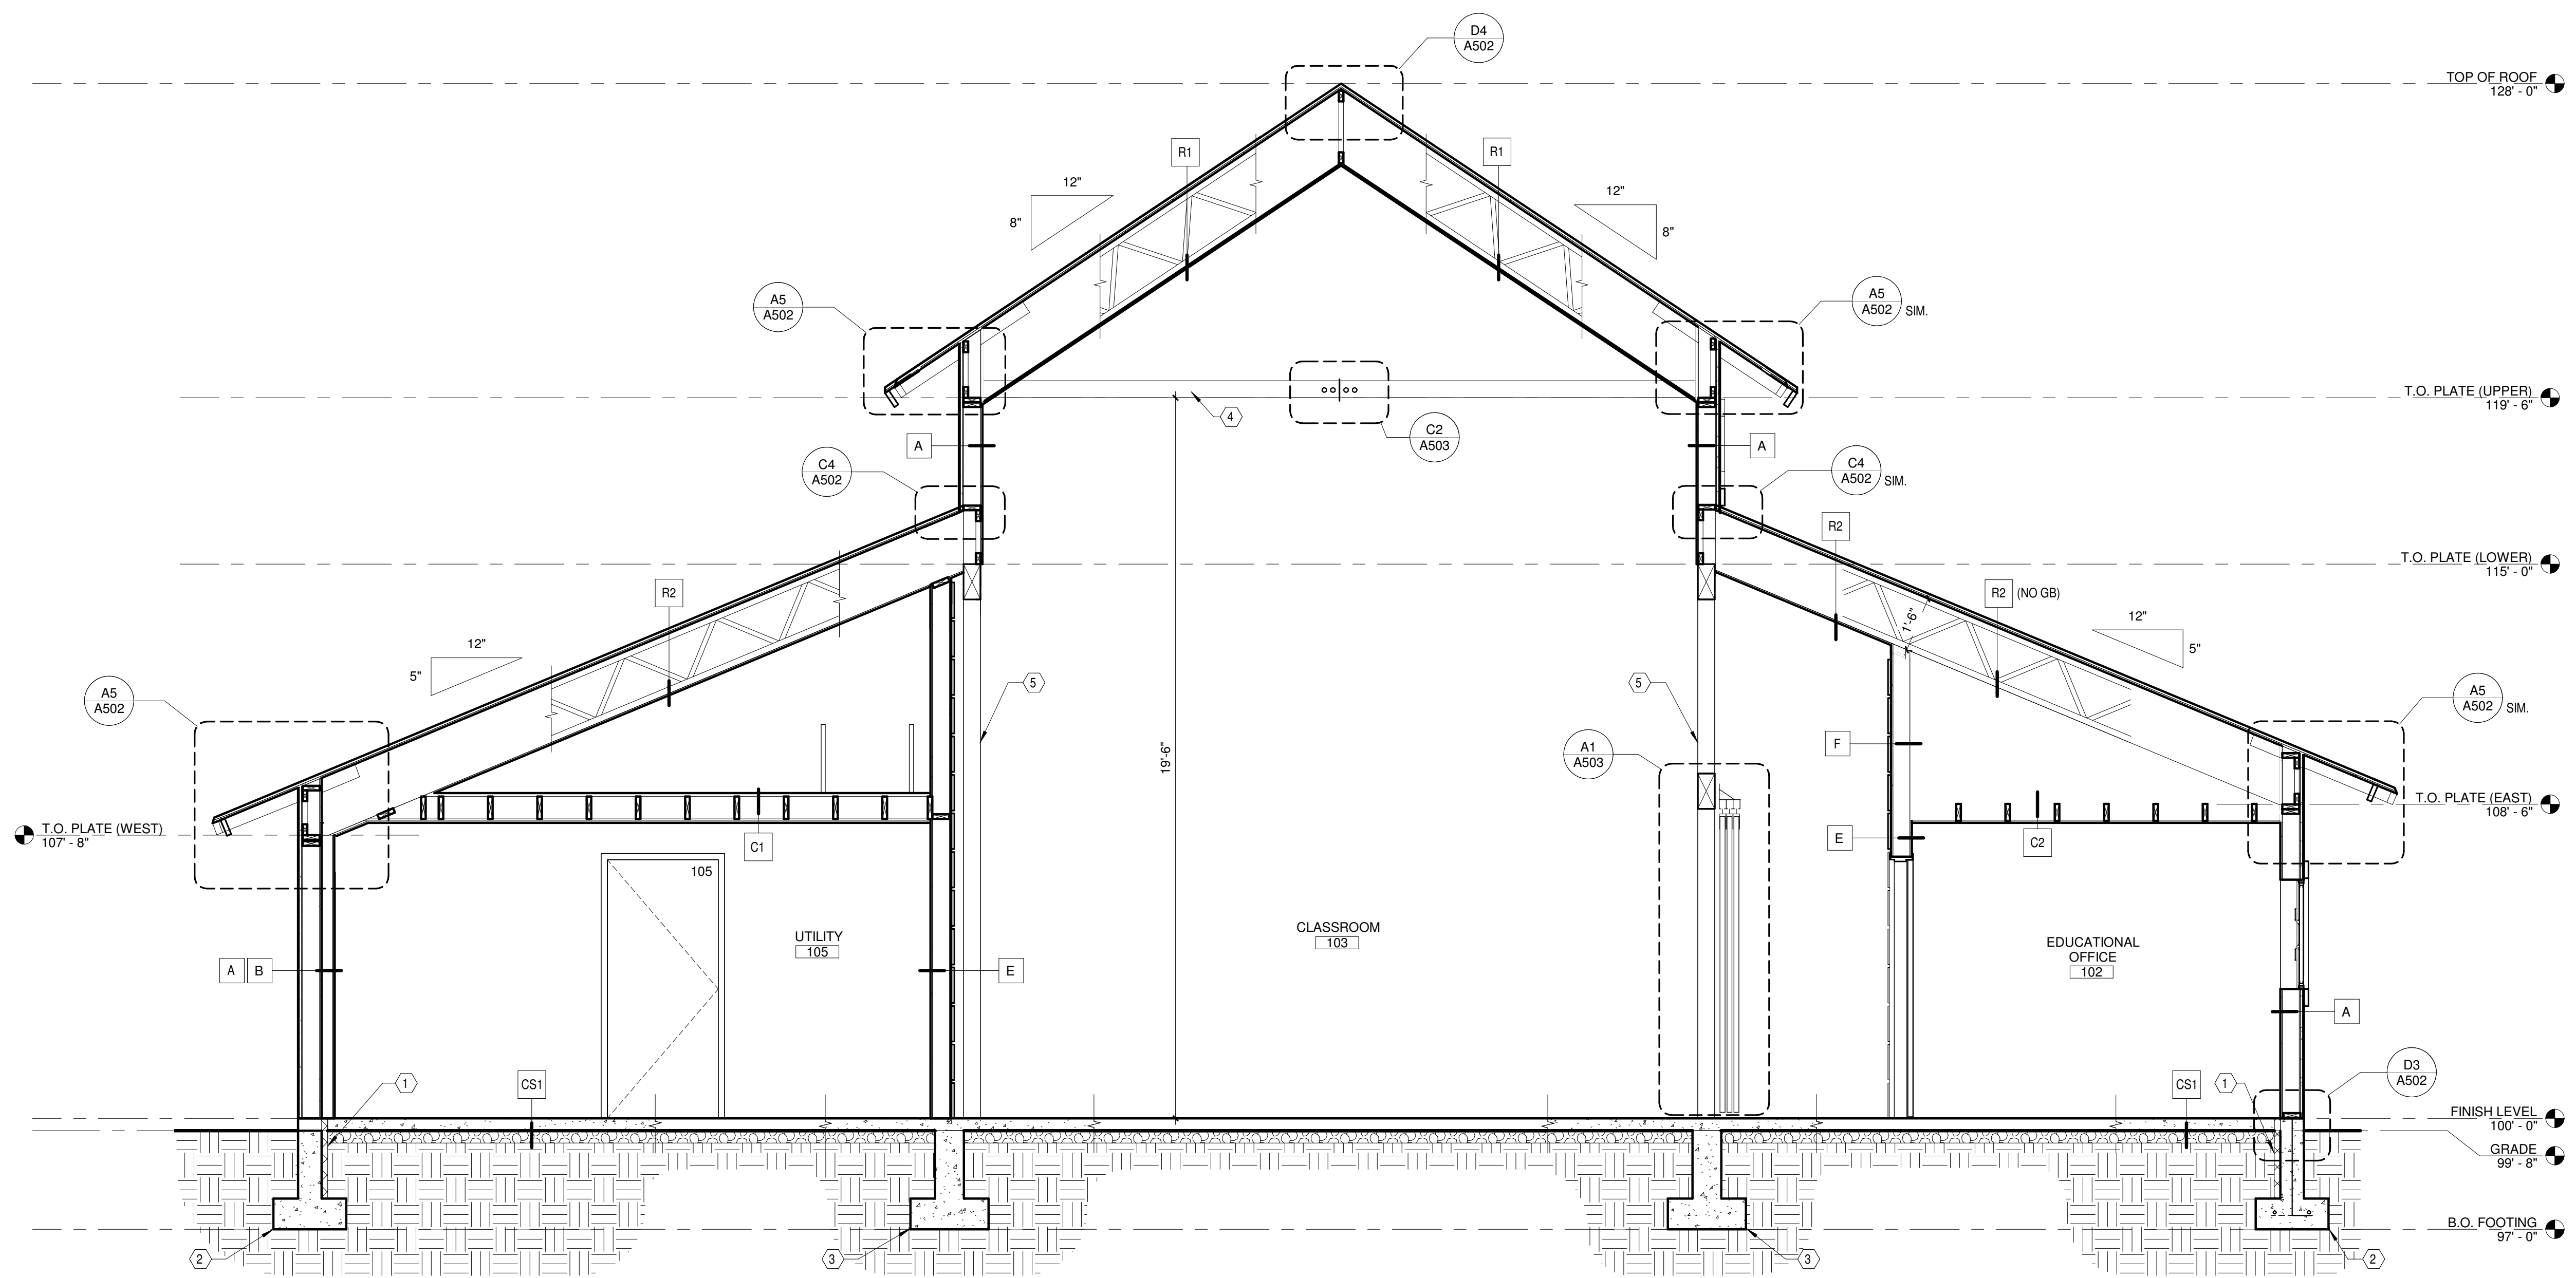 D4
A502
TOP OF ROOF
128' - 0"
R1
R1
12"
8"
12"
8"
A5
A502
A5
A502
SIM.
T.O. PLATE (UPPER)
119' - 6"
4
C2
A503
A
A
C4
A502
C4
A502
SIM.
R2
T.O. PLATE (LOWER)
115' - 0"
R2
R2 (NO GB)
1'-6"
12"
5"
12"
5"
5
5
A5
A502
A5
A502
SIM.
A1
A503
F
19'-6"
T.O. PLATE (EAST)
108' - 6"
T.O. PLATE (WEST)
107' - 8"
C1
E
C2
105
CLASSROOM
103
UTILITY
105
EDUCATIONAL
OFFICE
102
A B
E
A
1
CS1
CS1
1
D3
A502
FINISH LEVEL
100' - 0"
GRADE
99' - 8"
B.O. FOOTING
97' - 0"
2
3
3
2